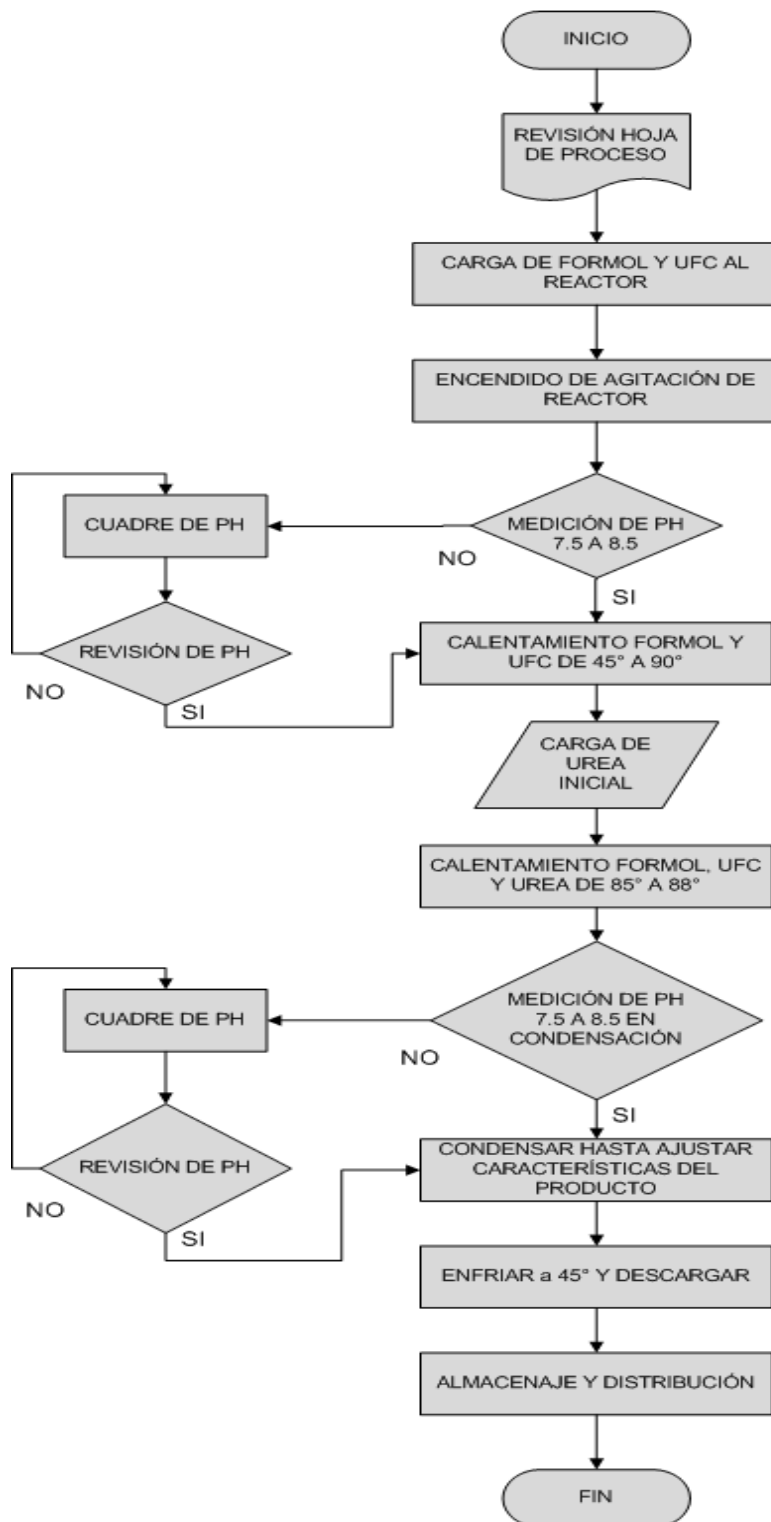 INICIO
REVISIÓN HOJA
DE PROCESO
CARGA DE FORMOL Y UFC AL
REACTOR
ENCENDIDO DE AGITACIÓN DE
REACTOR
MEDICIÓN DE PH
7.5 A 8.5
NO
SI
CUADRE DE PH
REVISIÓN DE PH
NO
SI
CALENTAMIENTO FORMOL Y
UFC DE 45° A 90°
CARGA DE
UREA
INICIAL
CALENTAMIENTO FORMOL, UFC
Y UREA DE 85° A 88°
MEDICIÓN DE PH
7.5 A 8.5 EN
CONDENSACIÓN
NO
SI
CUADRE DE PH
REVISIÓN DE PH
NO
SI
CONDENSAR HASTA AJUSTAR
CARACTERÍSTICAS DEL
PRODUCTO
ENFRIAR a 45° Y DESCARGAR
ALMACENAJE Y DISTRIBUCIÓN
FIN